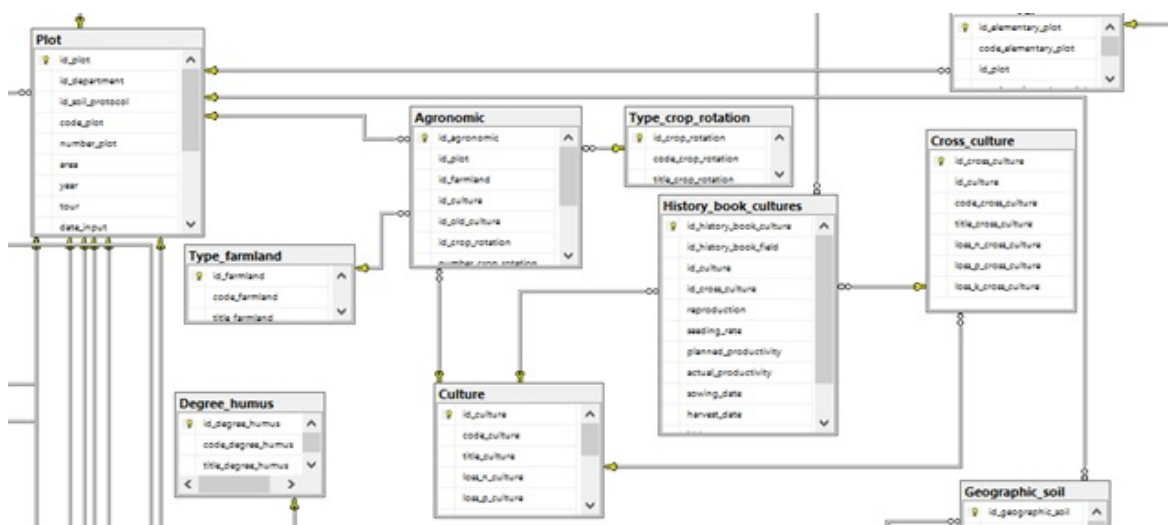 Plot
id_plot
id_department
id_soil_protocol
code_plot
number_plot
area
year
tour
date_input
Agronomic
id_agronomic
id_plot
id_farmland
id_culture
id_old_culture
id_crop_rotation
number_crop_rotation
Type_crop_rotation
id_crop_rotation
code_crop_rotation
title_crop_rotation
id_elementary_plot
code_elementary_plot
id_plot
Cross_culture
id_cross_culture
id_culture
code_cross_culture
title_cross_culture
loss_n_cross_culture
loss_p_cross_culture
loss_k_cross_culture
History_book_cultures
id_history_book_culture
id_history_book_field
id_culture
id_cross_culture
reproduction
seeding_rate
planned_productivity
actual_productivity
sowing_date
harvest_date
Type_farmland
id_farmland
code_farmland
title_farmland
Degree_humus
id_degree_humus
code_degree_humus
title_degree_humus
Culture
id_culture
code_culture
title_culture
loss_n_culture
loss_p_culture
Geographic_soil
id_geographic_soil